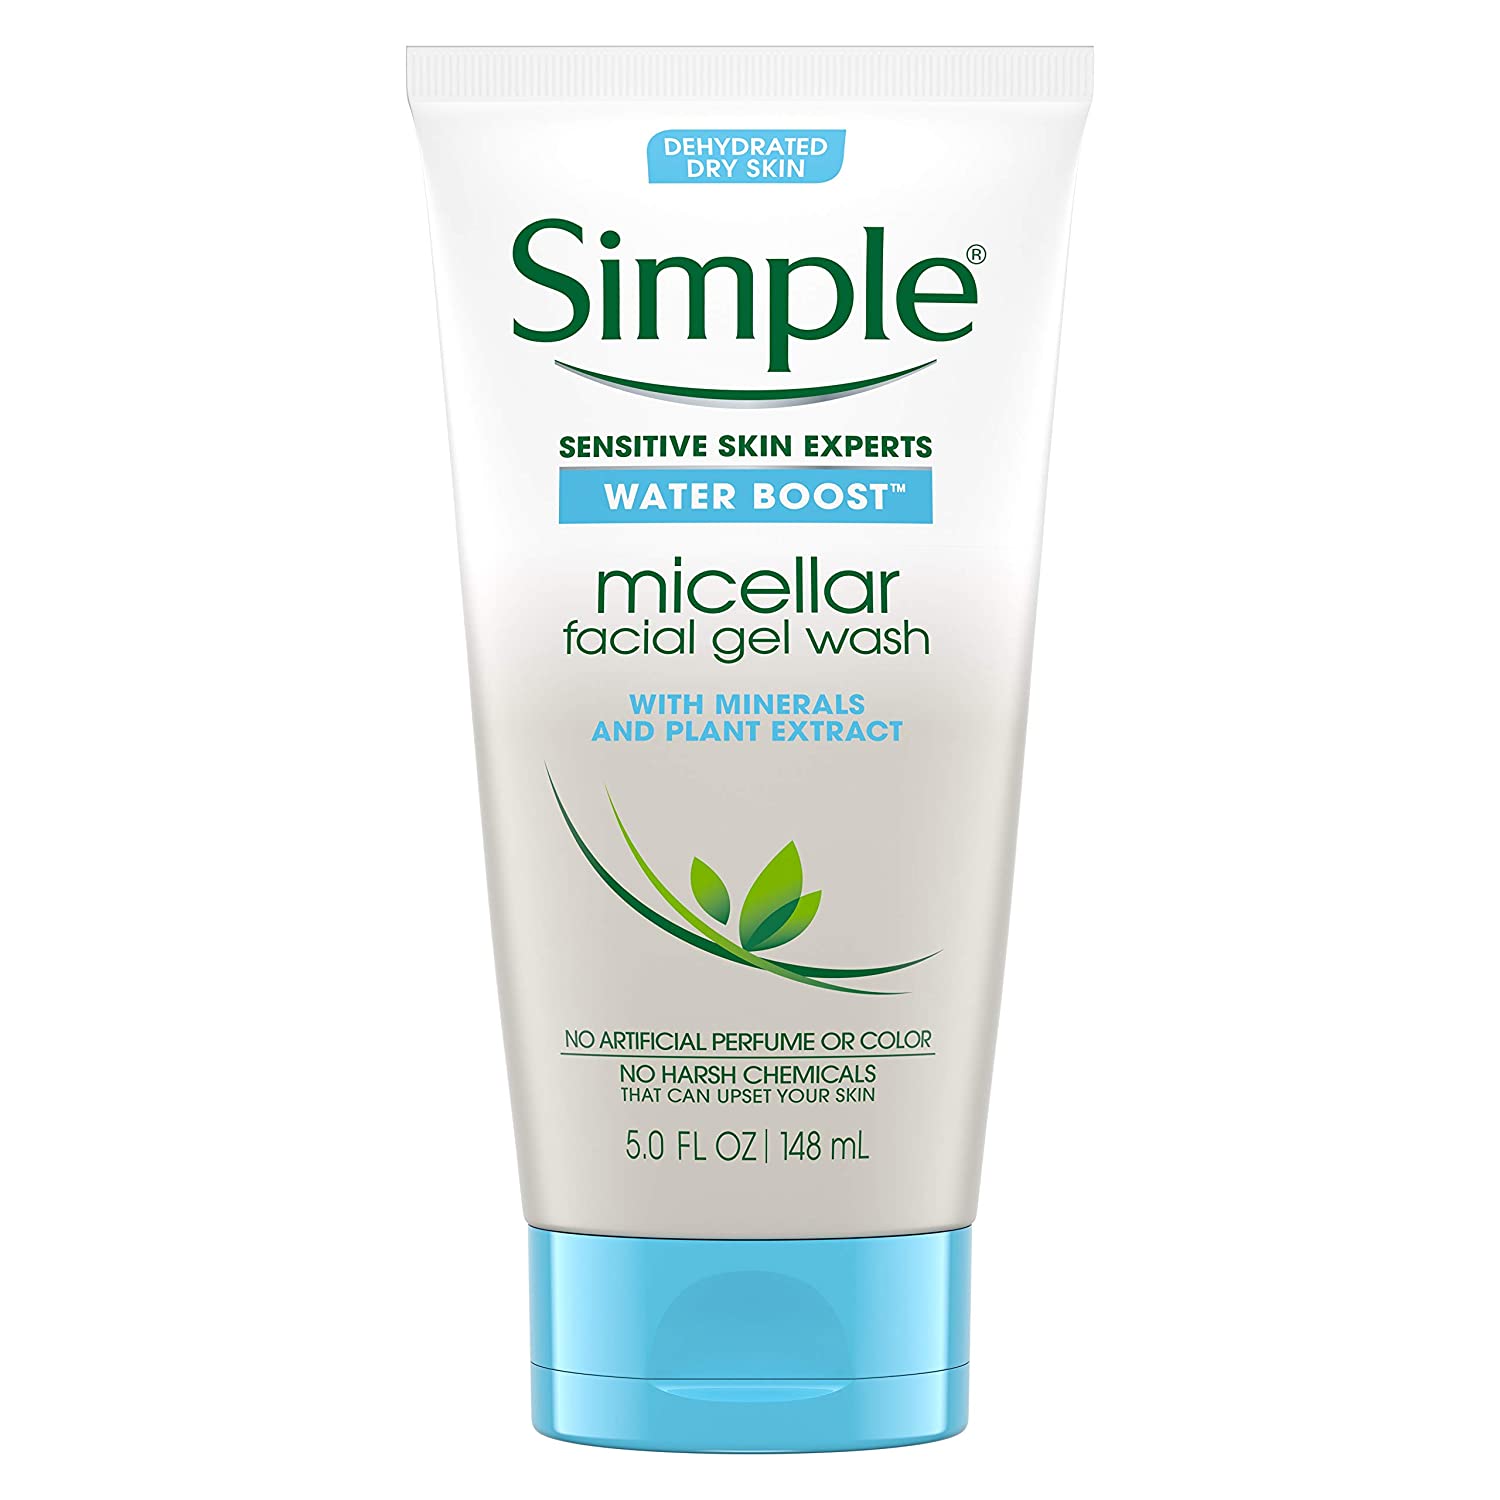 DEHYDRATED
DRY SKIN
Simple®
SENSITIVE SKIN EXPERTS
WATER BOOST™
micellar
facial gel wash
WITH MINERALS
AND PLANT EXTRACT
NO ARTIFICIAL PERFUME OR COLOR
NO HARSH CHEMICALS
THAT CAN UPSET YOUR SKIN
5.0 FL OZ | 148 mL